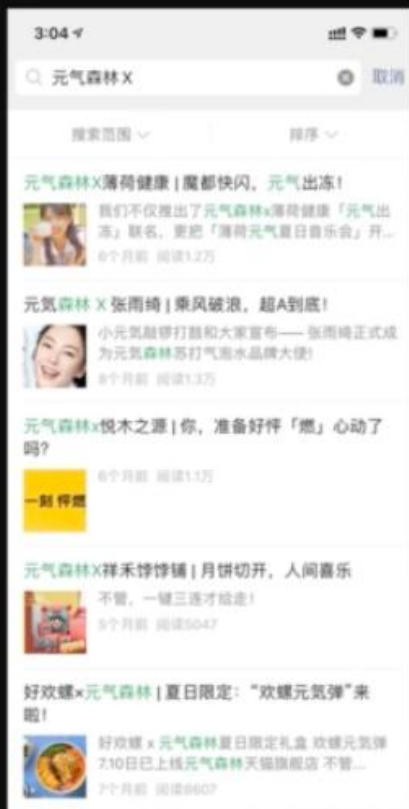 3:04
元气森林 X
取消
搜索范围
排序
元气森林X薄荷健康 | 魔都快闪，元气出冻！
我们不仅推出了元气森林x薄荷健康「元气出
冻」联名，更把「薄荷元气夏日音乐会」开...
6个月前 阅读1.2万
元気森林 X 张雨绮 | 乘风破浪，超A到底！
小元気敲锣打鼓和大家宣布—— 张雨绮正式成
为元気森林苏打气泡水品牌大使！
8个月前 阅读1.3万
元气森林x悦木之源 | 你，准备好怦「燃」心动了
吗？
一刻 怦燃
6个月前 阅读1.1万
元气森林X祥禾饽饽铺 | 月饼切开，人间喜乐
不管，一键三连才给走！
5个月前 阅读5047
好欢螺×元气森林 | 夏日限定：“欢螺元气弹”来
啦！
好欢螺 x 元气森林夏日限定礼盒 欢螺元气弹
7.10日已上线元气森林天猫旗舰店 不管...
7个月前 阅读8607